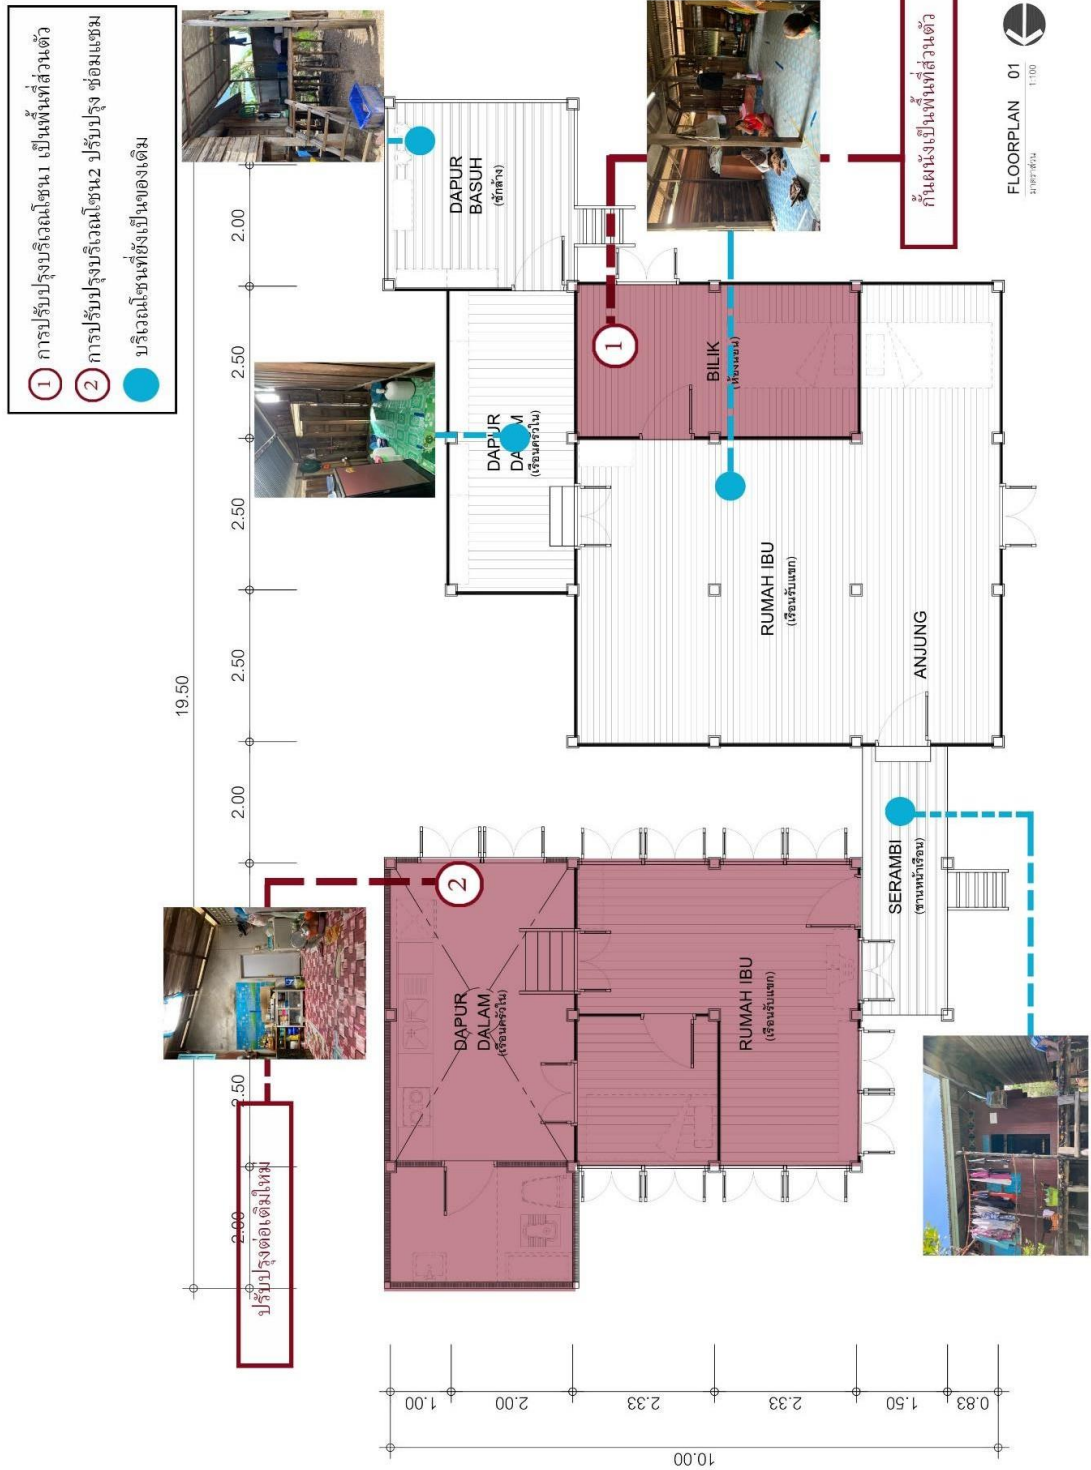 1 การปรับปรุงบริเวณโซน1 เป็นพื้นที่ส่วนตัว
2 การปรับปรุงบริเวณโซน2 ปรับปรุง ซ่อมแซม
บริเวณโซนที่ยังเป็นของเดิม
19.50
2.00
2.50
2.00
2.50
2.50
2.50
2.00
ปรับปรุงต่อเติมใหม่
2
DAPUR
DALAM
(เรือนครัวใน)
RUMAH IBU
(เรือนรับแขก)
SERAMBI
(ชานหน้าเรือน)
ANJUNG
RUMAH IBU
(เรือนรับแขก)
DAPUR
(เรือนครัวใน)
DAPUR
BASUH
(ซักล้าง)
1
BILIK
กั้นผนังเป็นพื้นที่ส่วนตัว
10.00
1.00
2.00
2.33
2.33
1.50
0.83
FLOORPLAN 01
มาตราส่วน 1:100